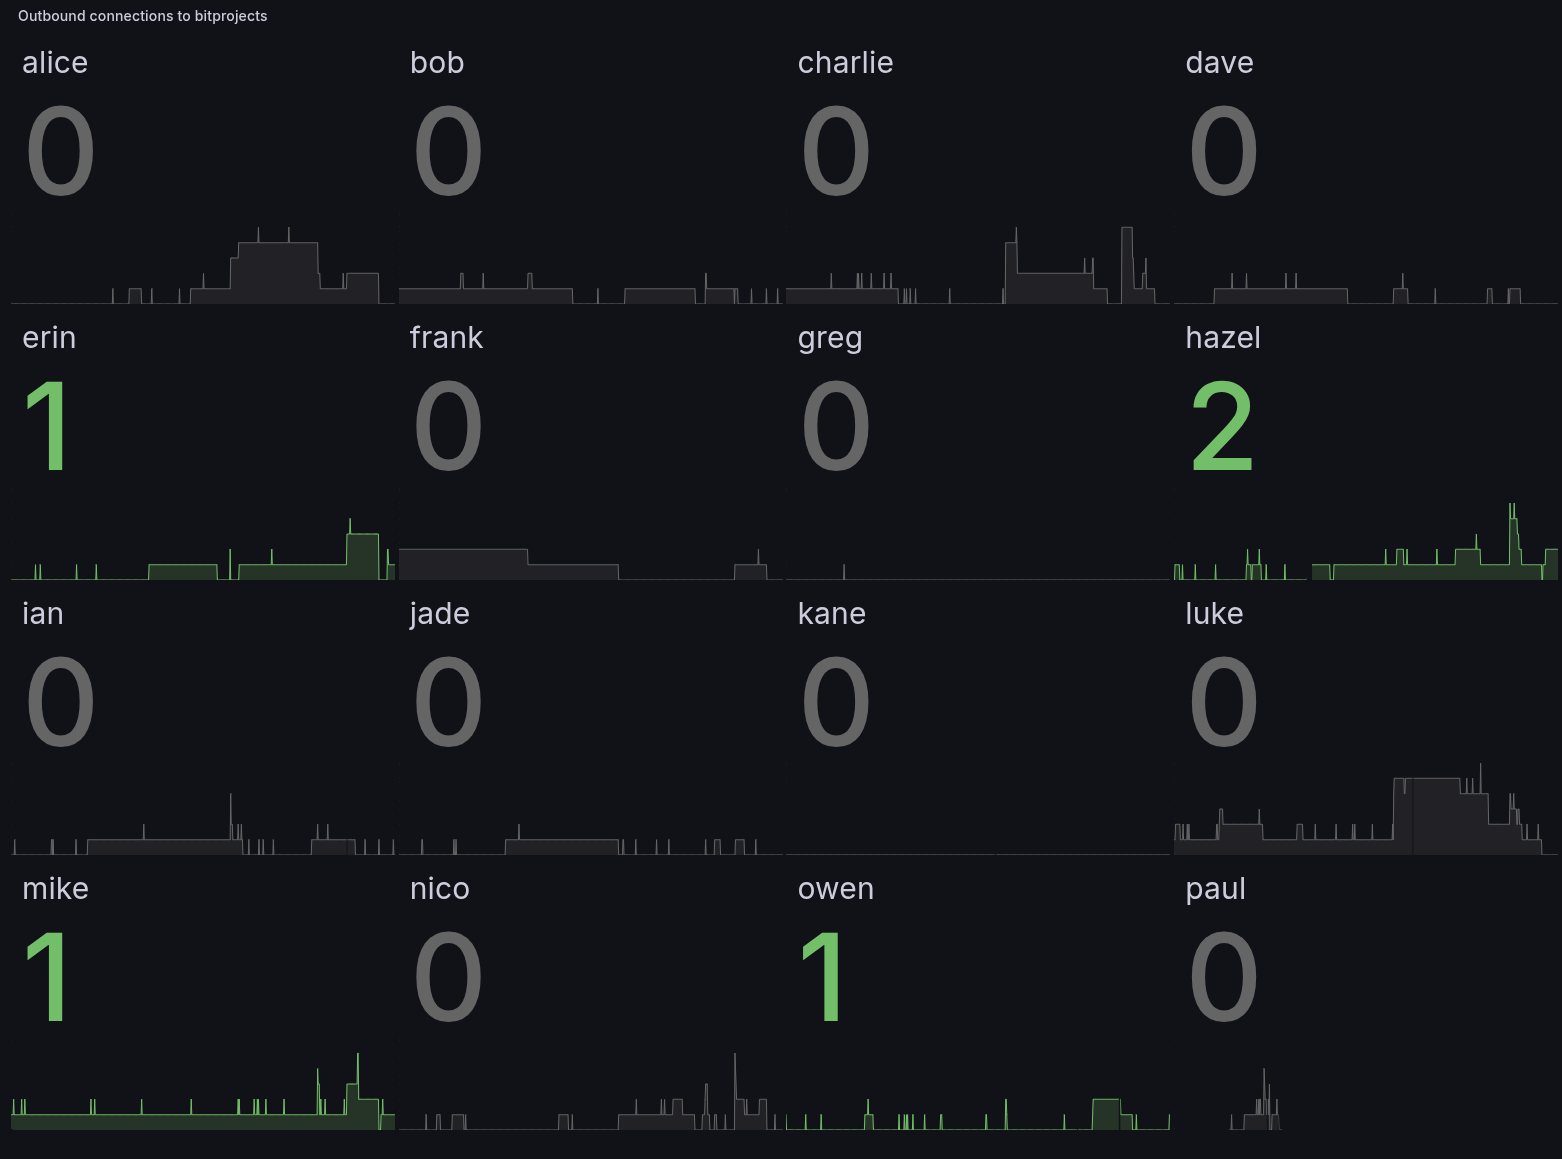 Outbound connections to bitprojects
alice
bob
charlie
dave
0
0
0
0
erin
frank
greg
hazel
1
0
0
2
ian
jade
kane
luke
0
0
0
0
mike
nico
owen
paul
1
0
1
0